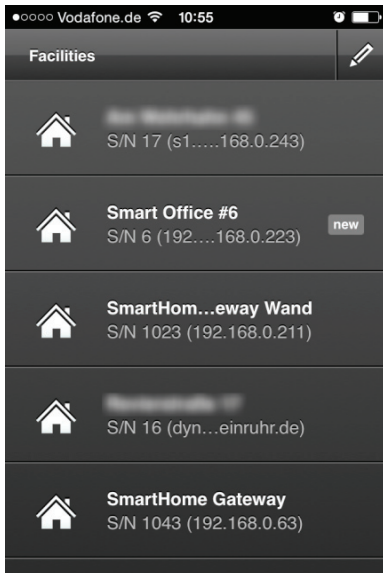 Vodafone.de 10:55
Facilities
S/N 17 (s1.....168.0.243)
Smart Office #6
new
S/N 6 (192....168.0.223)
SmartHom...eway Wand
S/N 1023 (192.168.0.211)
S/N 16 (dyn...einruhr.de)
SmartHome Gateway
S/N 1043 (192.168.0.63)